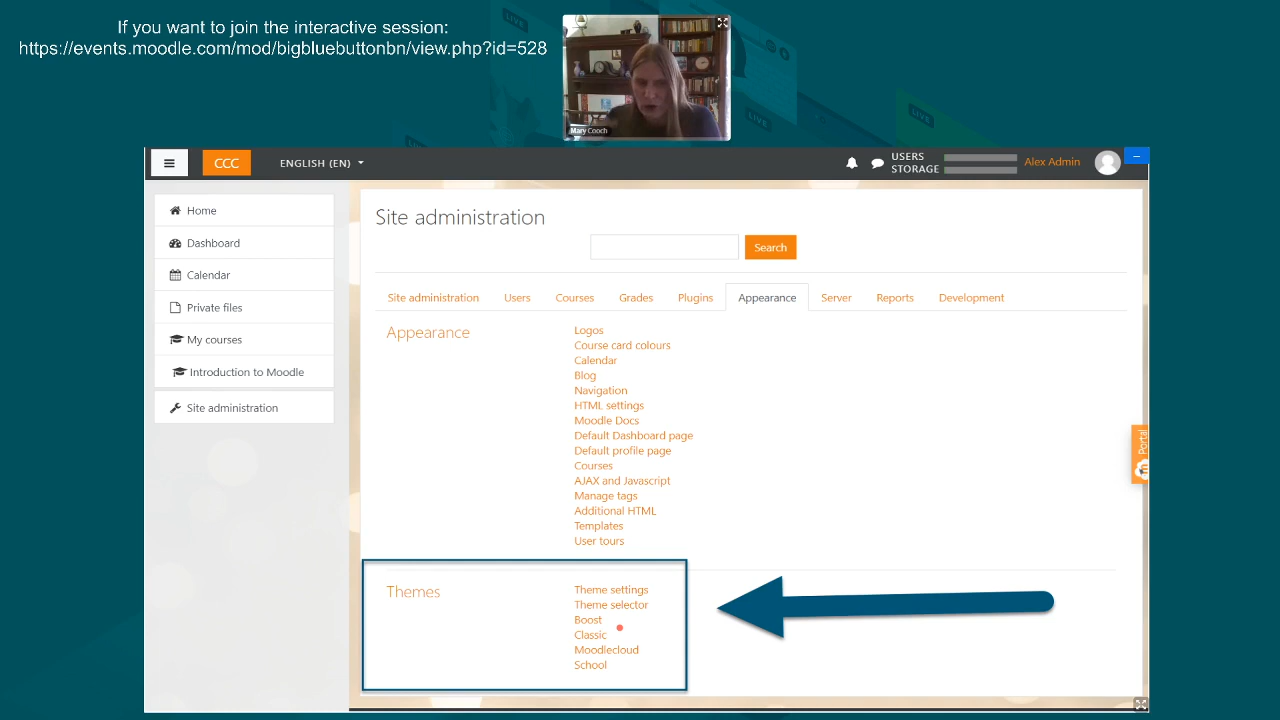 If you want to join the interactive session:
https://events.moodle.com/mod/bigbluebuttonbn/view.php?id=528
LIVE
LIVE
LIVE
LIVE
Mary Cooch
CCC
ENGLISH (EN)
USERS
STORAGE
Alex Admin
Home
Dashboard
Calendar
Private files
My courses
Introduction to Moodle
Site administration
Site administration
Search
Site administration Users Courses Grades Plugins Appearance Server Reports Development
Appearance
Logos
Course card colours
Calendar
Blog
Navigation
HTML settings
Moodle Docs
Default Dashboard page
Default profile page
Courses
AJAX and Javascript
Manage tags
Additional HTML
Templates
User tours
Themes
Theme settings
Theme selector
Boost
Classic
Moodlecloud
School
Portal